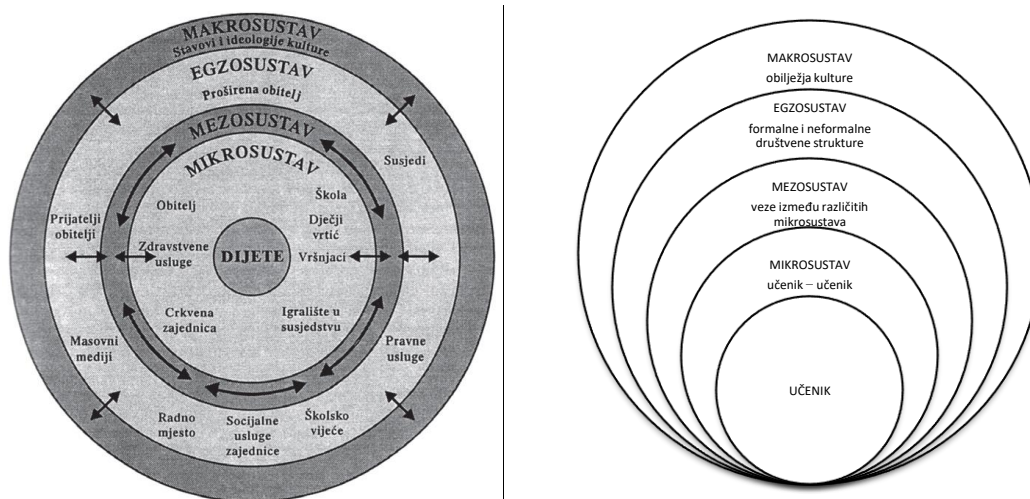 MAKROSUSTAV
Stavovi i ideologije kulture
EGZOSUSTAV
Proširena obitelj
MEZOSUSTAV
MIKROSUSTAV
Susjedi
Škola
Obitelj
Dječji
vrtić
Prijatelji
obitelji
Zdravstvene
usluge
DIJETE
Vršnjaci
Crkvena
zajednica
Igralište u
susjedstvu
Masovni
mediji
Pravne
usluge
Radno
mjesto
Socijalne
usluge
zajednice
Školsko
vijeće
MAKROSUSTAV
obilježja kulture
EGZOSUSTAV
formalne i neformalne
društvene strukture
MEZOSUSTAV
veze između različitih
mikrosustava
MIKROSUSTAV
učenik – učenik
UČENIK